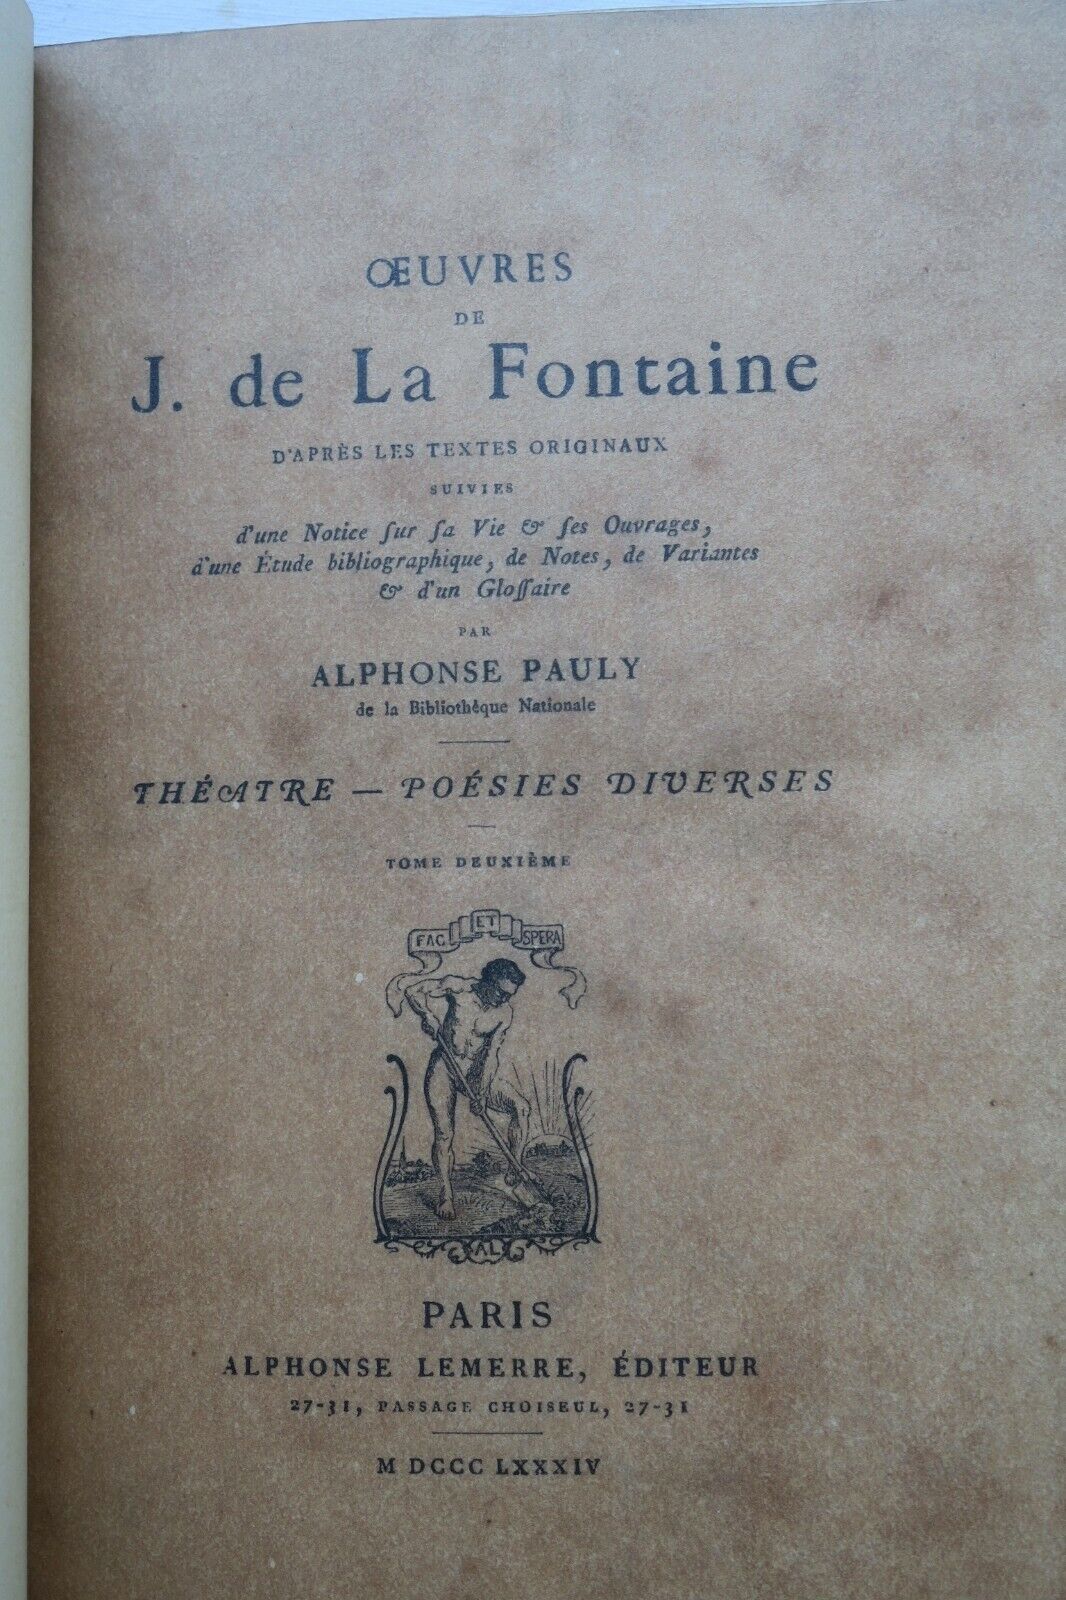 ŒUVRES
DE
J. de La Fontaine
D'APRÈS LES TEXTES ORIGINAUX
SUIVIES
d'une Notice ſur ſa Vie & ſes Ouvrages,
d'une Étude bibliographique, de Notes, de Variantes
& d'un Gloſſaire
PAR
ALPHONSE PAULY
de la Bibliothèque Nationale
THÉATRE — POÉSIES DIVERSES
TOME DEUXIÈME
FAC ET SPERA
AL
PARIS
ALPHONSE LEMERRE, ÉDITEUR
27-31, PASSAGE CHOISEUL, 27-31
M DCCC LXXXIV